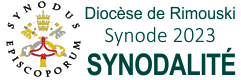 SYNODUS
EPISCOPORUM
Diocèse de Rimouski
Synode 2023
SYNODALITÉ